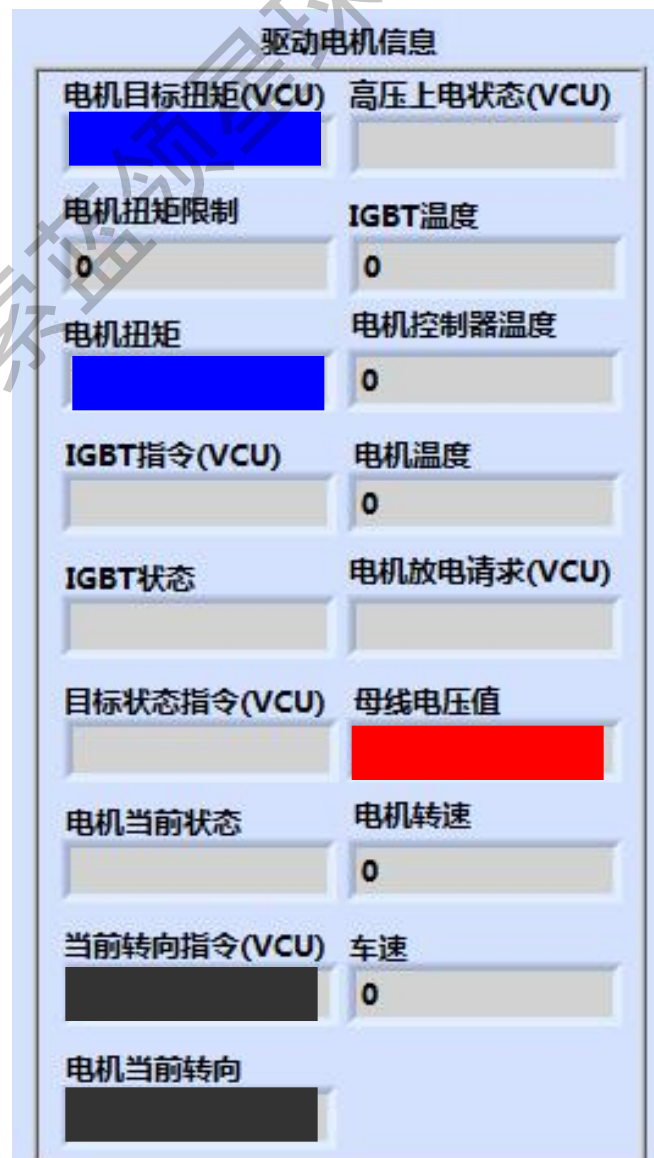 驱动电机信息
电机目标扭矩(VCU) 高压上电状态(VCU)
电机扭矩限制 IGBT温度
0 0
电机扭矩 电机控制器温度
0
IGBT指令(VCU) 电机温度
0
IGBT状态 电机放电请求(VCU)
目标状态指令(VCU) 母线电压值
电机当前状态 电机转速
0
当前转向指令(VCU) 车速
0
电机当前转向